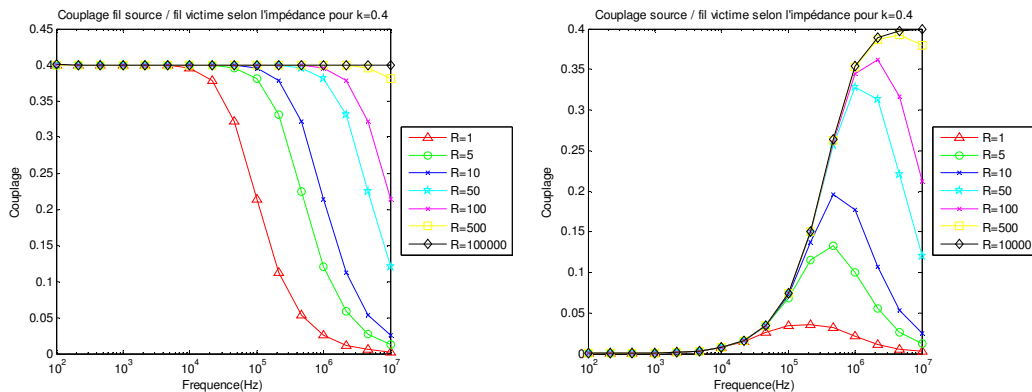 Couplage fil source / fil victime selon l'impédance pour k=0.4
0.45
0.4
0.35
0.3
0.25
0.2
0.15
0.1
0.05
0
Couplage
10^2
10^3
10^4
10^5
10^6
10^7
Frequence(Hz)
R=1
R=5
R=10
R=50
R=100
R=500
R=100000
Couplage source / fil victime selon l'impédance pour k=0.4
0.4
0.35
0.3
0.25
0.2
0.15
0.1
0.05
0
Couplage
10^2
10^3
10^4
10^5
10^6
10^7
Frequence(Hz)
R=1
R=5
R=10
R=50
R=100
R=500
R=10000